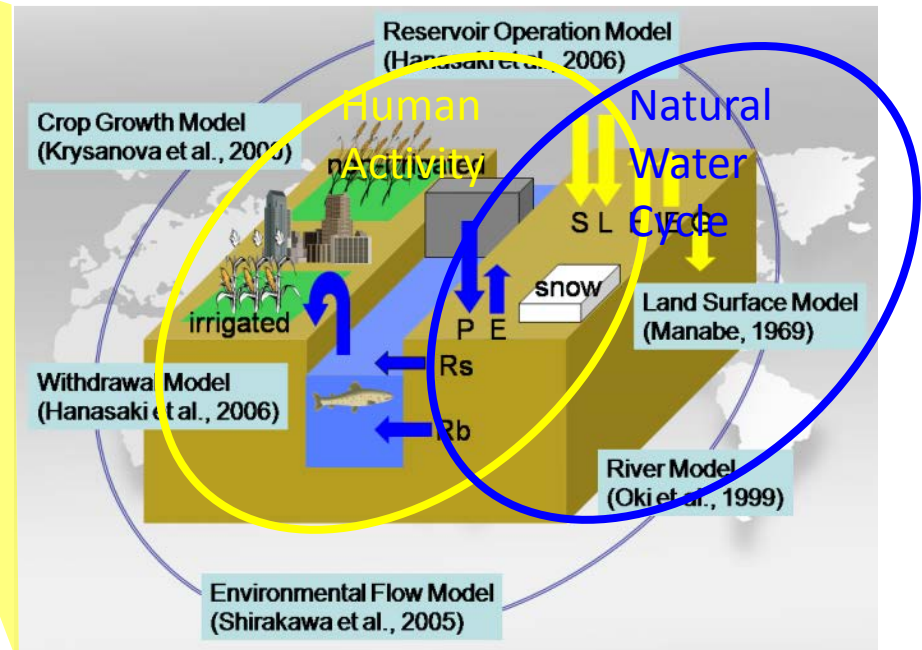 Reservoir Operation Model
(Hanasaki et al., 2006)
Human
Activity
Natural
Water
Cycle
Crop Growth Model
(Krysanova et al.,
S L
snow
irrigated
P E
Land Surface Model
(Manabe, 1969)
Rs
Withdrawal Model
(Hanasaki et al., 2006)
Rb
River Model
(Oki et al., 1999)
Environmental Flow Model
(Shirakawa et al., 2005)